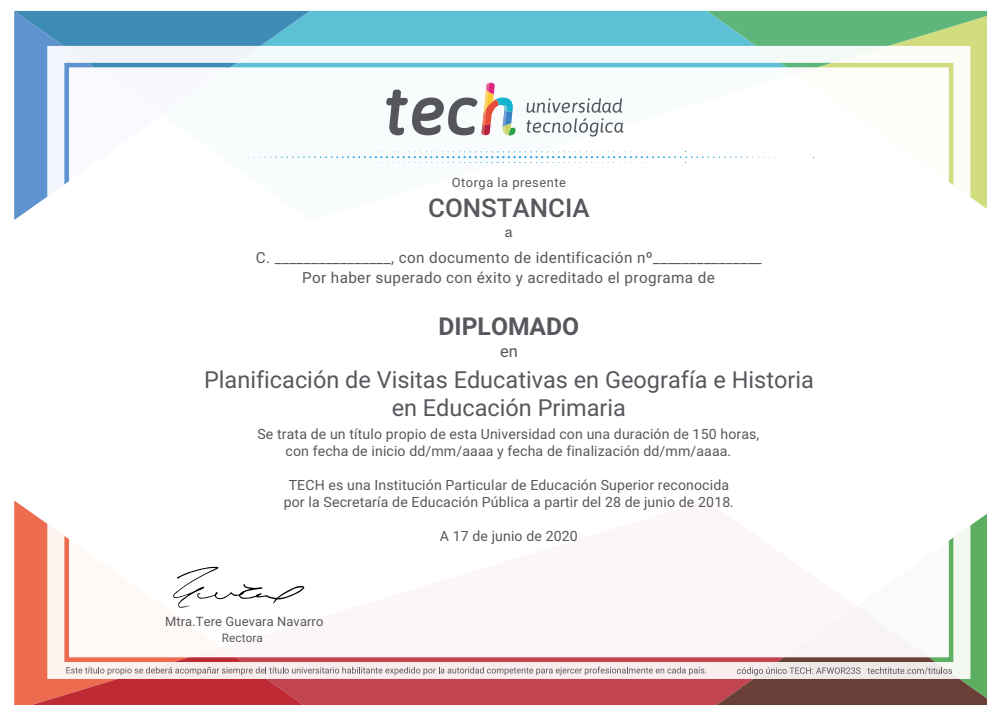 tech universidad
tecnológica
Otorga la presente
CONSTANCIA
a
C. ________________, con documento de identificación nº_______________
Por haber superado con éxito y acreditado el programa de
DIPLOMADO
en
Planificación de Visitas Educativas en Geografía e Historia
en Educación Primaria
Se trata de un título propio de esta Universidad con una duración de 150 horas,
con fecha de inicio dd/mm/aaaa y fecha de finalización dd/mm/aaaa.
TECH es una Institución Particular de Educación Superior reconocida
por la Secretaría de Educación Pública a partir del 28 de junio de 2018.
A 17 de junio de 2020
Mtra.Tere Guevara Navarro
Rectora
Este título propio se deberá acompañar siempre del título universitario habilitante expedido por la autoridad competente para ejercer profesionalmente en cada país. código único TECH: AFWOR23S techtitute.com/titulos